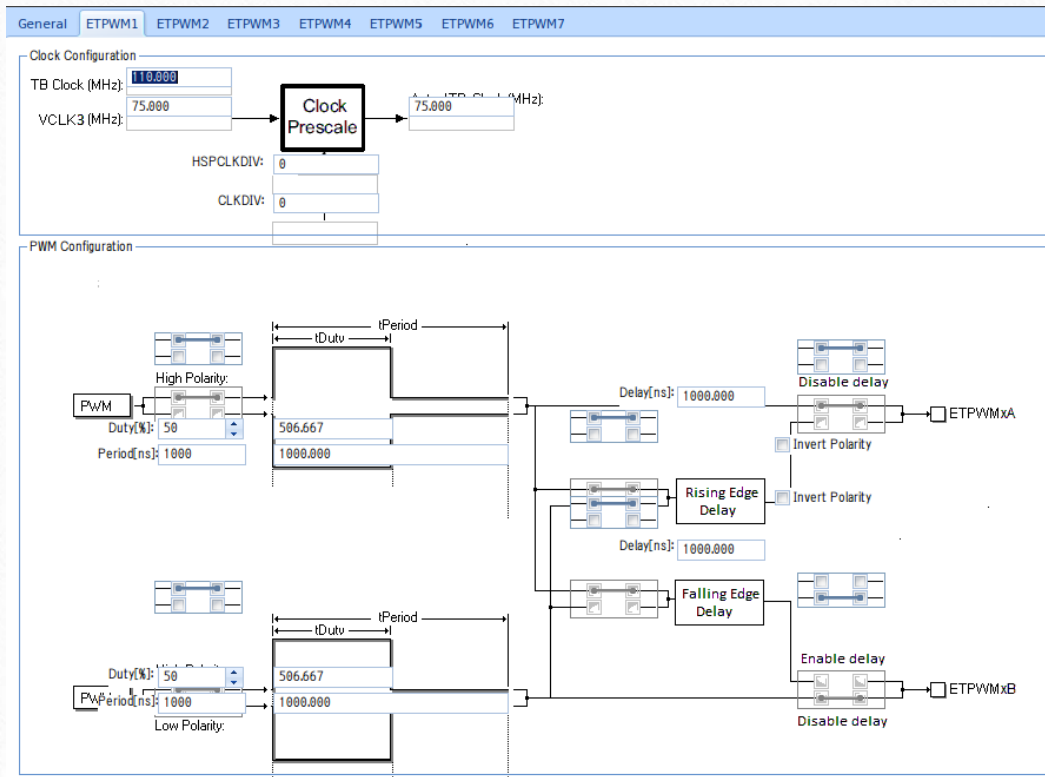 General ETPWM1 ETPWM2 ETPWM3 ETPWM4 ETPWM5 ETPWM6 ETPWM7
Clock Configuration
TB Clock (MHz): 110.000
VCLK3 (MHz): 75.000
Clock
Prescale
(MHz):
75.000
HSPCLKDIV: 0
CLKDIV: 0
PWM Configuration
tPeriod
tDuty
High Polarity:
PWM
Duty[%]: 50 506.667
Period[ns]: 1000 1000.000
Disable delay
Delay[ns]: 1000.000
ETPWMxA
Invert Polarity
Rising Edge
Delay
Invert Polarity
Delay[ns]: 1000.000
Falling Edge
Delay
tPeriod
tDuty
Duty[%]: 50 506.667
Period[ns]: 1000 1000.000
Low Polarity:
Enable delay
ETPWMxB
Disable delay